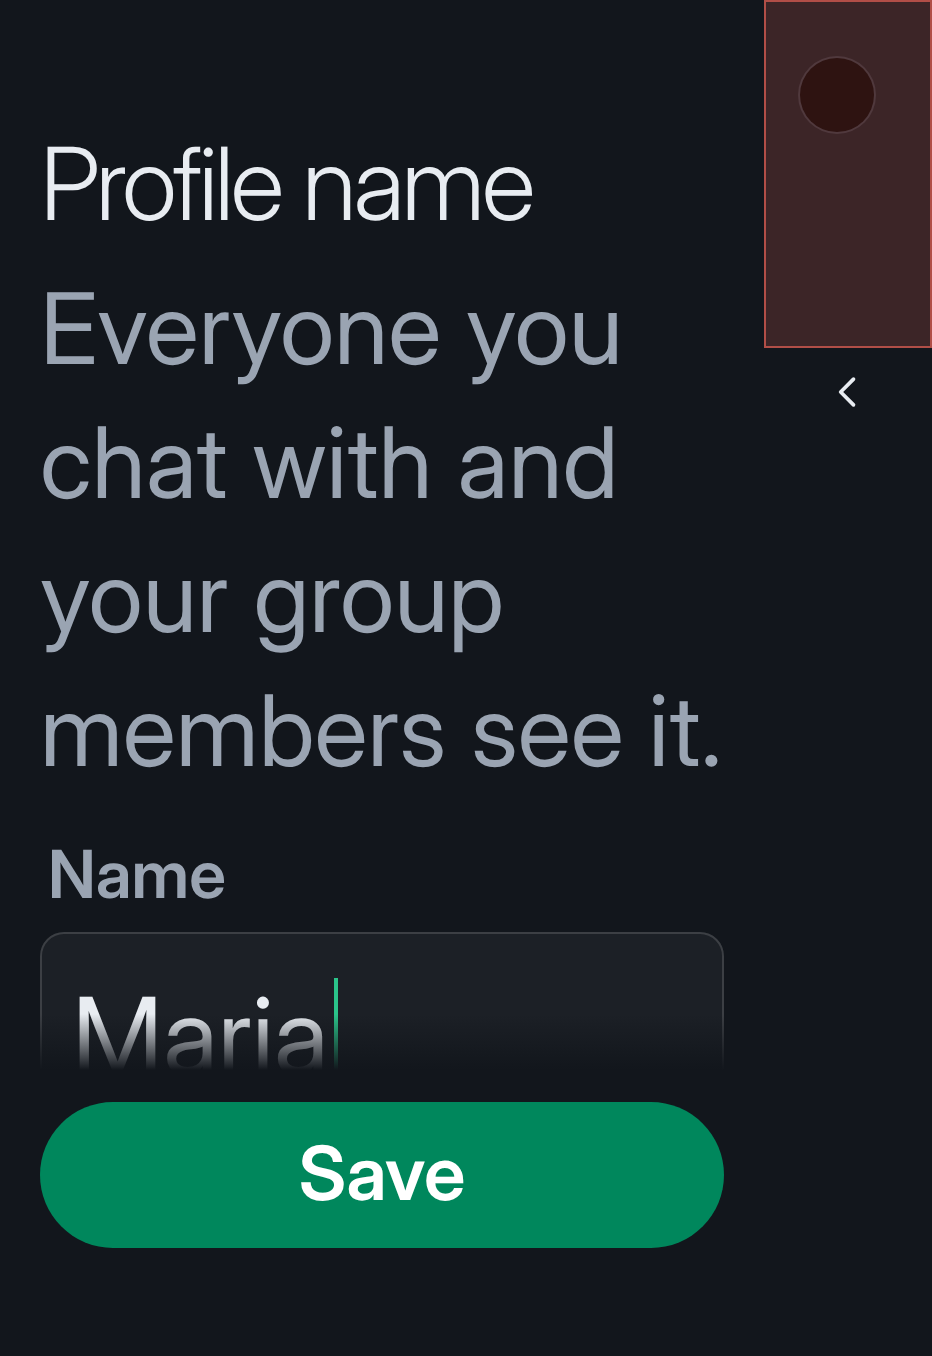 Profile name
Everyone you
chat with and
your group
members see it.
Name
Maria
Save